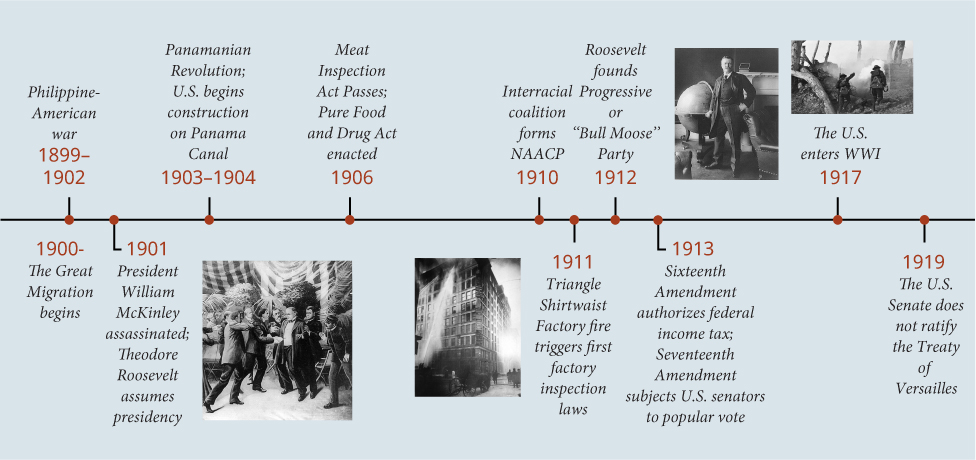 Philippine-
American
war
1899–
1902
Panamanian
Revolution;
U.S. begins
construction
on Panama
Canal
1903–1904
Meat
Inspection
Act Passes;
Pure Food
and Drug Act
enacted
1906
Interracial
coalition
forms
NAACP
1910
Roosevelt
founds
Progressive
or
“Bull Moose”
Party
1912
The U.S.
enters WWI
1917
1900-
The Great
Migration
begins
1901
President
William
McKinley
assassinated;
Theodore
Roosevelt
assumes
presidency
1911
Triangle
Shirtwaist
Factory fire
triggers first
factory
inspection
laws
1913
Sixteenth
Amendment
authorizes federal
income tax;
Seventeenth
Amendment
subjects U.S. senators
to popular vote
1919
The U.S.
Senate does
not ratify
the Treaty
of
Versailles